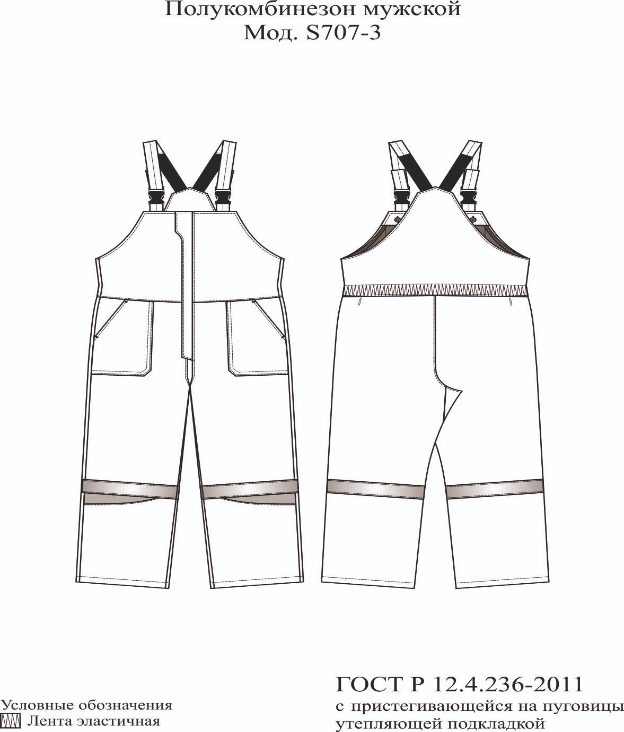 Полукомбинезон мужской
Мод. S707-3
ГОСТ Р 12.4.236-2011
с пристегивающейся на пуговицы
утепляющей подкладкой
Условные обозначения
Лента эластичная